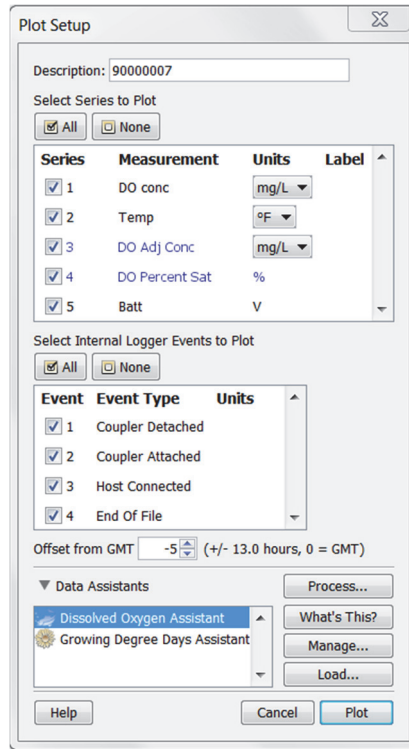 Plot Setup
Description: 90000007
Select Series to Plot
All None
Series Measurement Units Label
1 DO conc mg/L
2 Temp °F
3 DO Adj Conc mg/L
4 DO Percent Sat %
5 Batt V
Select Internal Logger Events to Plot
All None
Event Event Type Units
1 Coupler Detached
2 Coupler Attached
3 Host Connected
4 End Of File
Offset from GMT -5 (+/- 13.0 hours, 0 = GMT)
Data Assistants Process...
Dissolved Oxygen Assistant What's This?
Growing Degree Days Assistant Manage...
Load...
Help Cancel Plot